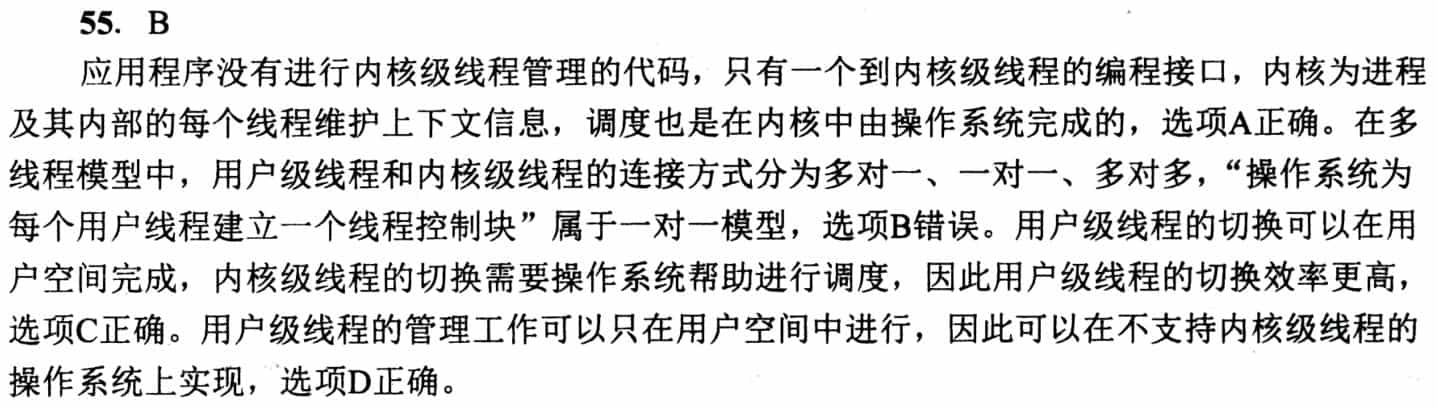 55. B
应用程序没有进行内核级线程管理的代码，只有一个到内核级线程的编程接口，内核为进程
及其内部的每个线程维护上下文信息，调度也是在内核中由操作系统完成的，选项A正确。在多
线程模型中，用户级线程和内核级线程的连接方式分为多对一、一对一、多对多，“操作系统为
每个用户线程建立一个线程控制块”属于一对一模型，选项B错误。用户级线程的切换可以在用
户空间完成，内核级线程的切换需要操作系统帮助进行调度，因此用户级线程的切换效率更高，
选项C正确。用户级线程的管理工作可以只在用户空间中进行，因此可以在不支持内核级线程的
操作系统上实现，选项D正确。